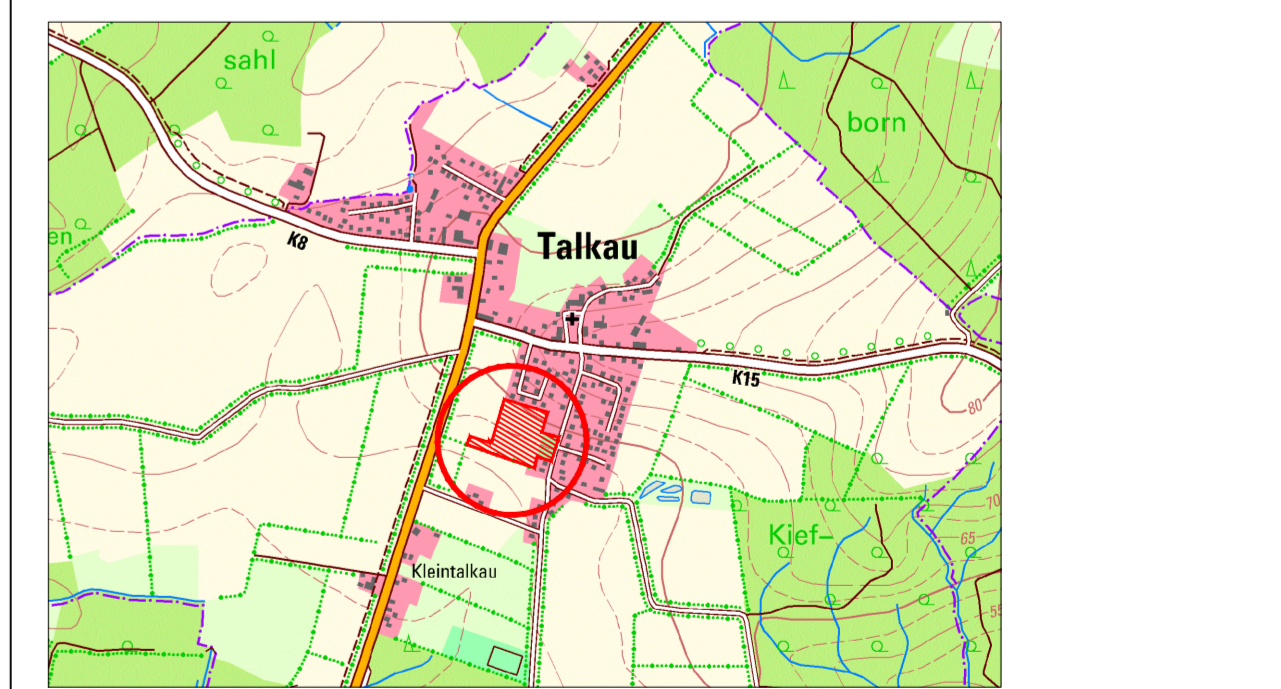 sahl
born
en
K8
Talkau
K15
80
70
Kief–
65
Kleintalkau
55